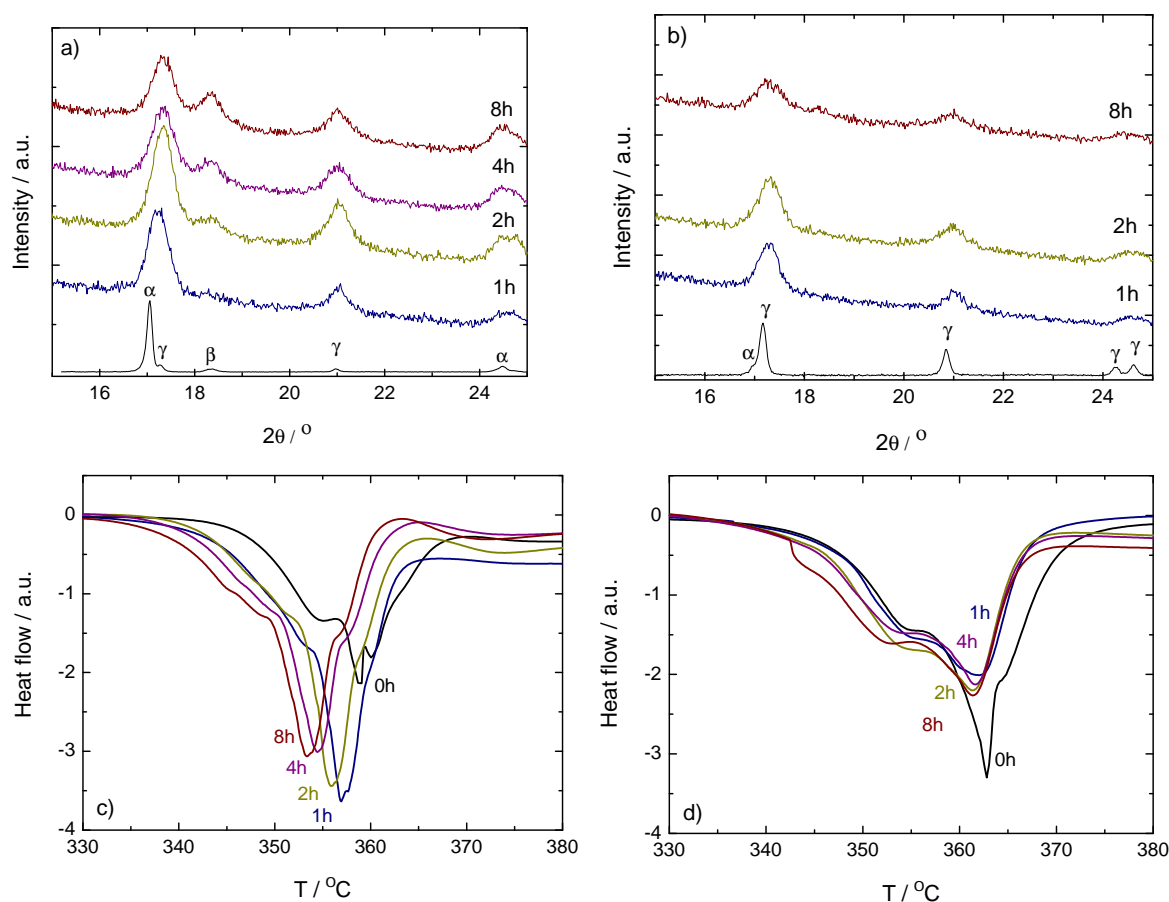 a)
Intensity / a.u.
8h
4h
2h
1h
α
γ
β
γ
α
16 18 20 22 24
2θ / °
b)
Intensity / a.u.
8h
2h
1h
α
γ
γ
γ
γ
16 18 20 22 24
2θ / °
0
-1
-2
-3
-4
Heat flow / a.u.
0h
8h
4h
2h
1h
c)
330 340 350 360 370 380
T / °C
0
-1
-2
-3
-4
Heat flow / a.u.
1h
4h
2h
8h
0h
d)
330 340 350 360 370 380
T / °C